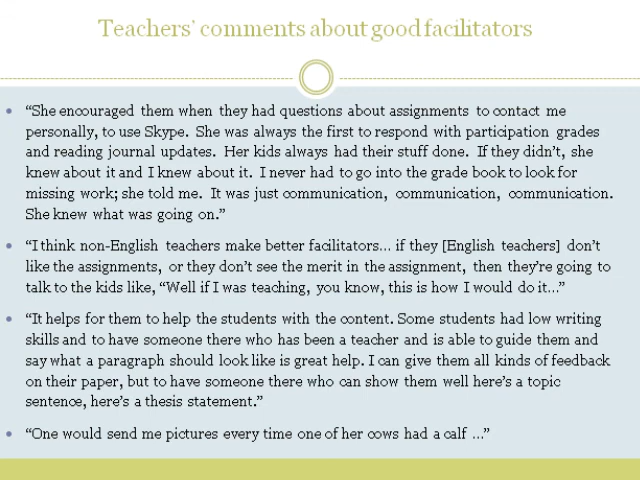 Teachers' comments about good facilitators
• "She encouraged them when they had questions about assignments to contact me
personally, to use Skype. She was always the first to respond with participation grades
and reading journal updates. Her kids always had their stuff done. If they didn't, she
knew about it and I knew about it. I never had to go into the grade book to look for
missing work; she told me. It was just communication, communication, communication.
She knew what was going on."
• "I think non-English teachers make better facilitators... if they [English teachers] don't
like the assignments, or they don't see the merit in the assignment, then they're going to
talk to the kids like, "Well if I was teaching, you know, this is how I would do it..."
• "It helps for them to help the students with the content. Some students had low writing
skills and to have someone there who has been a teacher and is able to guide them and
say what a paragraph should look like is great help. I can give them all kinds of feedback
on their paper, but to have someone there who can show them well here's a topic
sentence, here's a thesis statement."
• "One would send me pictures every time one of her cows had a calf ..."